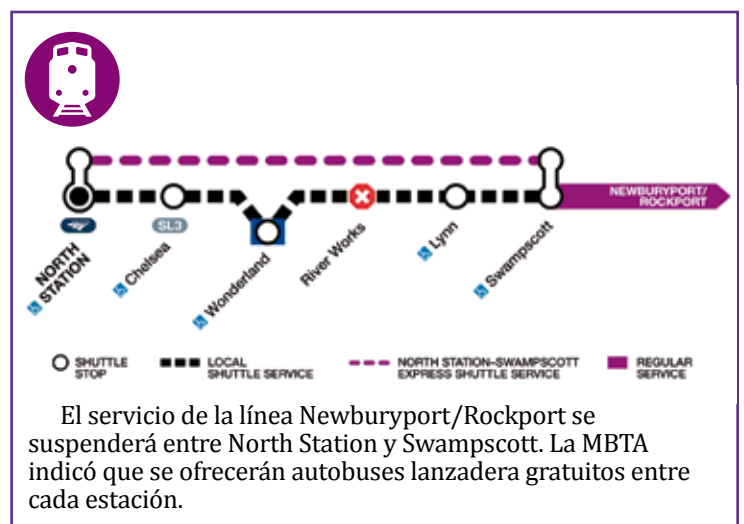 NEWBURYPORT/
ROCKPORT
SL3
NORTH
STATION
Chelsea
Wonderland
River Works
Lynn
Swampscott
SHUTTLE
STOP
LOCAL
SHUTTLE SERVICE
NORTH STATION–SWAMPSCOTT
EXPRESS SHUTTLE SERVICE
REGULAR
SERVICE
El servicio de la línea Newburyport/Rockport se
suspenderá entre North Station y Swampscott. La MBTA
indicó que se ofrecerán autobuses lanzadera gratuitos entre
cada estación.